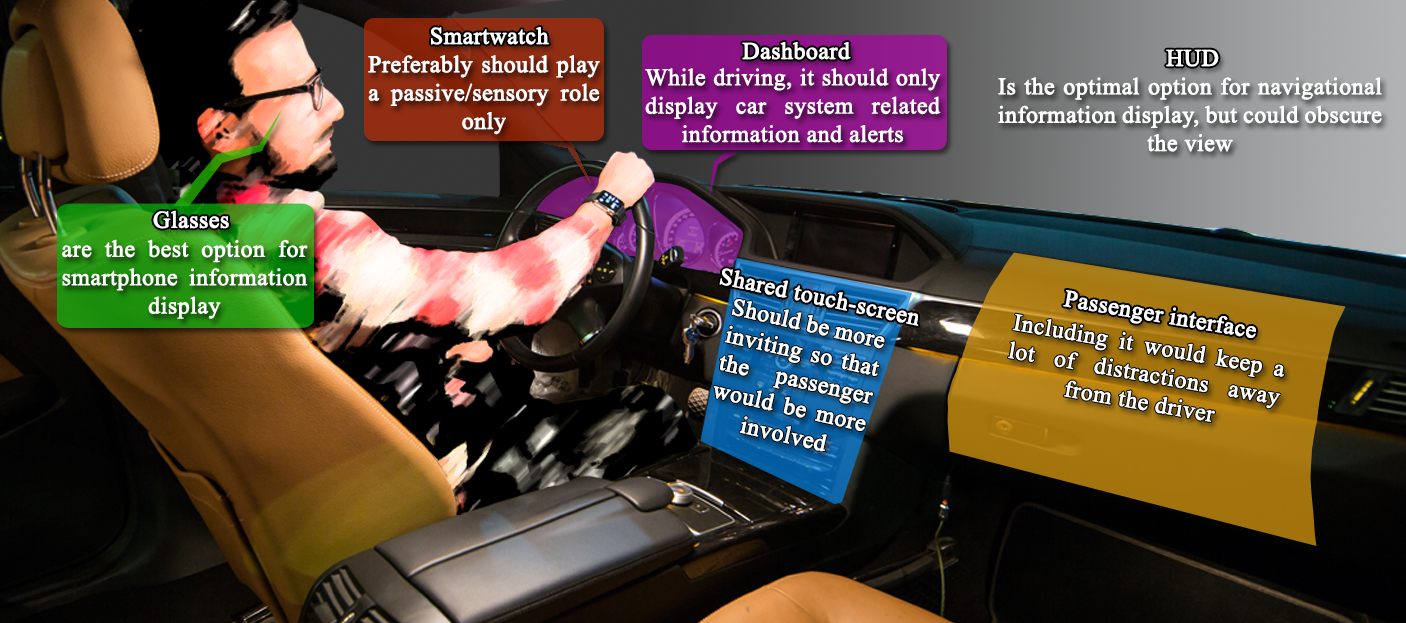 Smartwatch
Preferably should play
a passive/sensory role
only
Dashboard
While driving, it should only
display car system related
information and alerts
HUD
Is the optimal option for navigational
information display, but could obscure
the view
Glasses
are the best option for
smartphone information
display
Shared touch-screen
Should be more
inviting so that
the passenger
would be more
involved
Passenger interface
Including it would keep a
lot of distractions away
from the driver